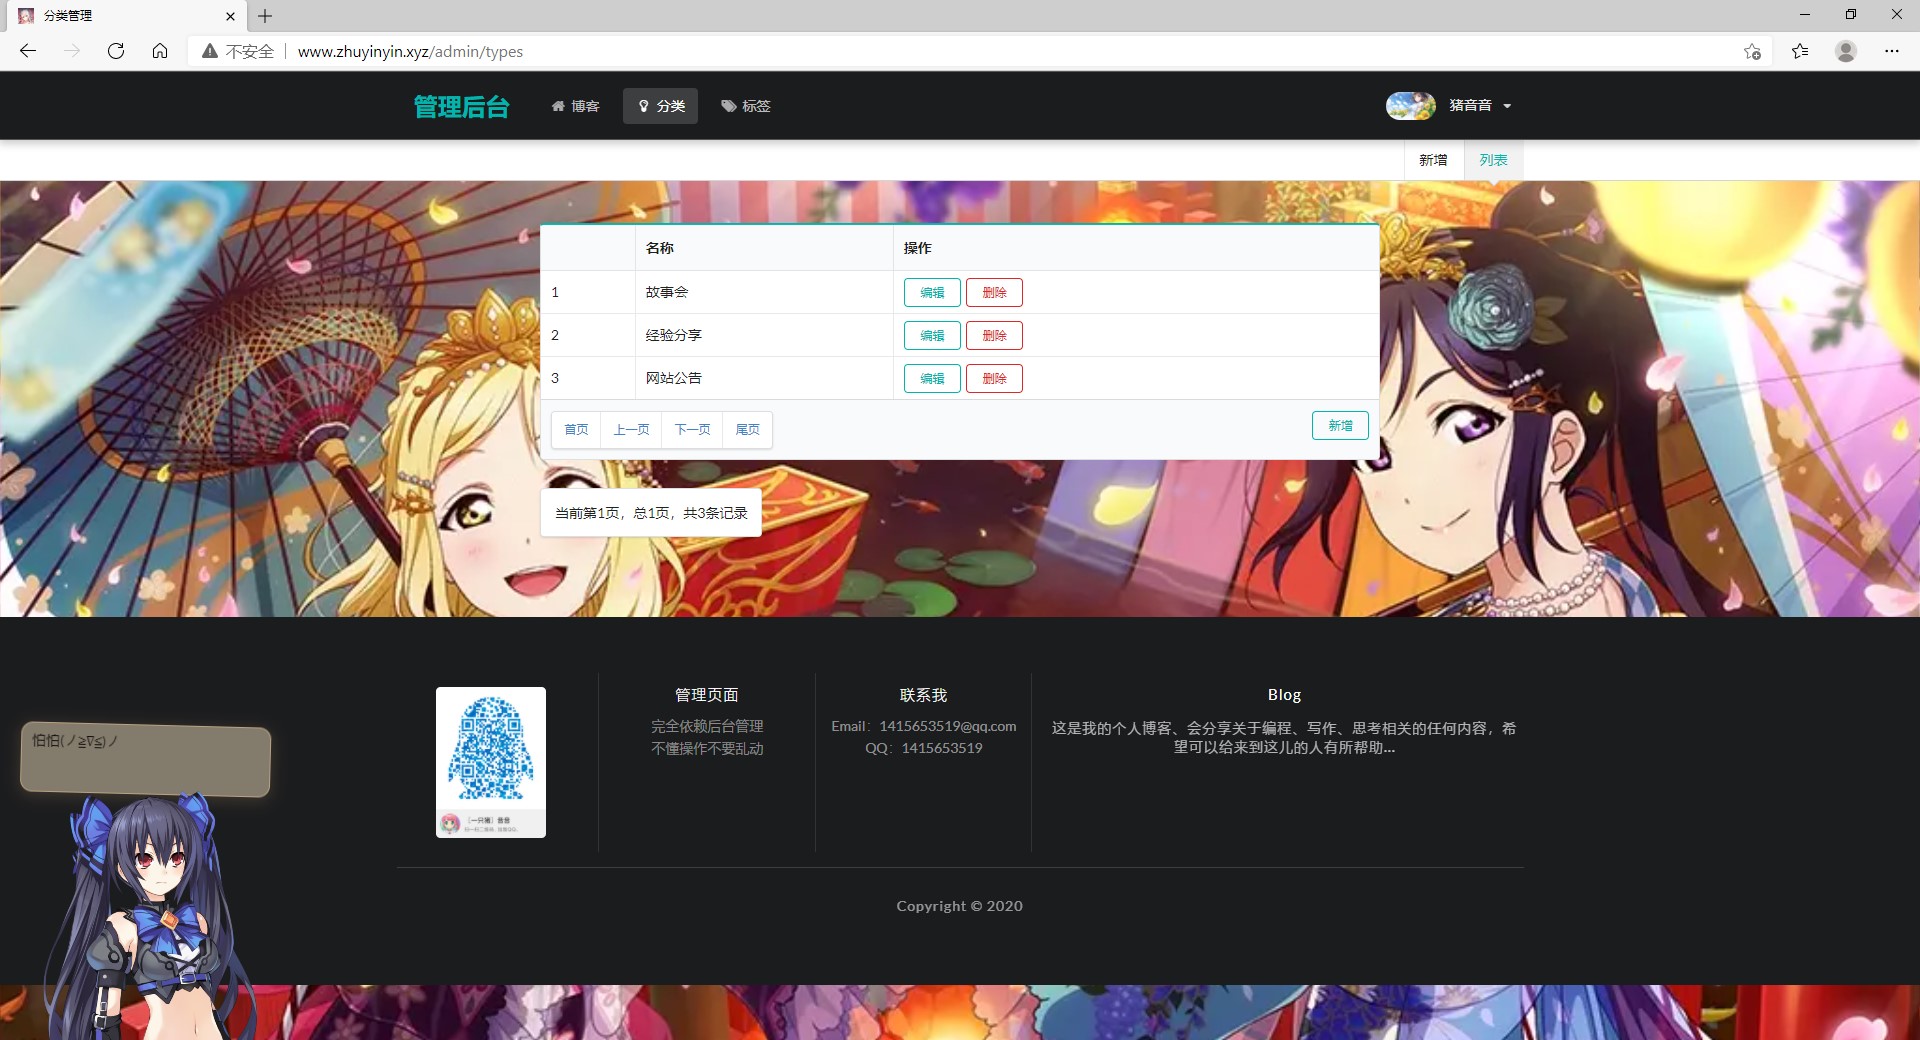 分类管理
不安全 www.zhuyinyin.xyz/admin/types
管理后台 博客 分类 标签 猪音音
新增 列表
名称 操作
1 故事会 编辑 删除
2 经验分享 编辑 删除
3 网站公告 编辑 删除
首页 上一页 下一页 尾页 新增
当前第1页，总1页，共3条记录
管理页面
完全依赖后台管理
不懂操作不要乱动
联系我
Email：1415653519@qq.com
QQ：1415653519
Blog
这是我的个人博客、会分享关于编程、写作、思考相关的任何内容，希
望可以给来到这儿的人有所帮助...
怕怕(ノ≧∇≦)ノ
Copyright © 2020